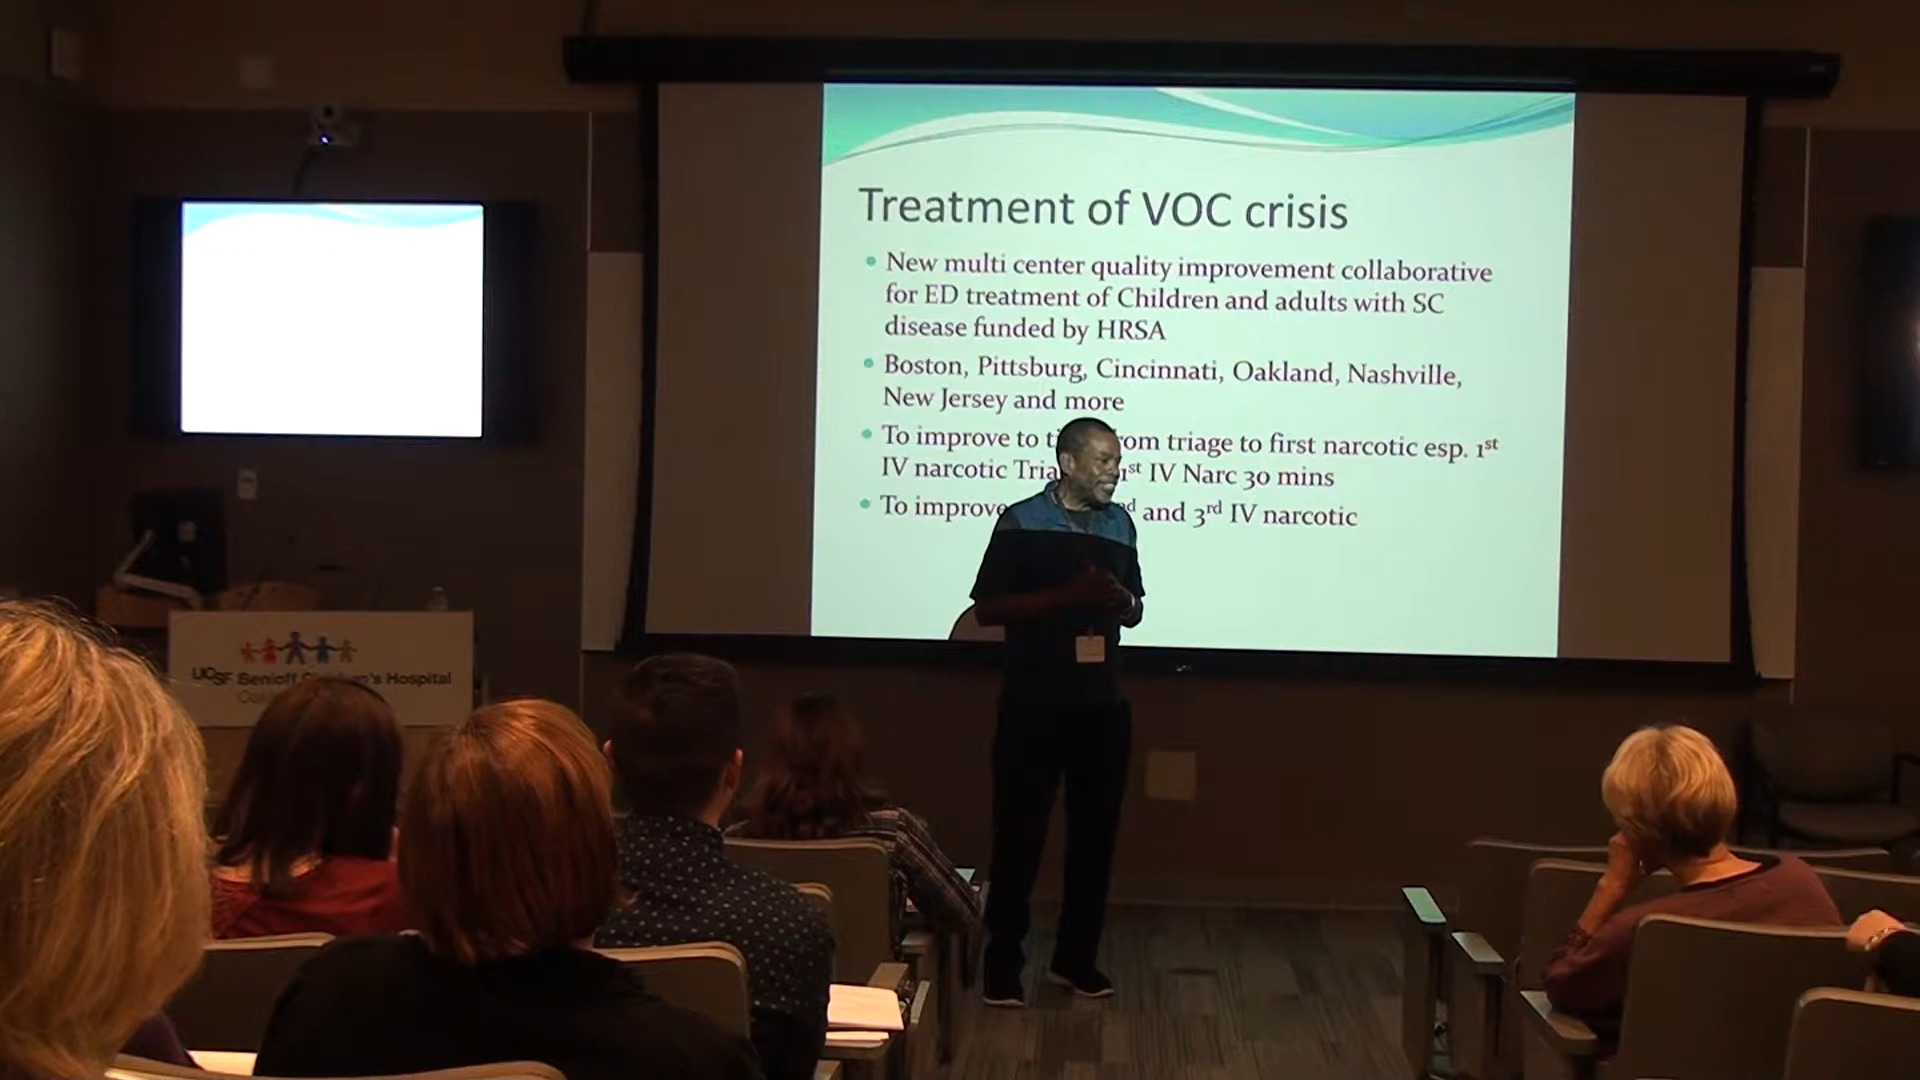 Treatment of VOC crisis
New multi center quality improvement collaborative
for ED treatment of Children and adults with SC
disease funded by HRSA
Boston, Pittsburg, Cincinnati, Oakland, Nashville,
New Jersey and more
To improve to from triage to first narcotic esp. 1st
IV narcotic 1st IV Narc 30 mins
To improve and 3rd IV narcotic
UCSF Benioff Hospital